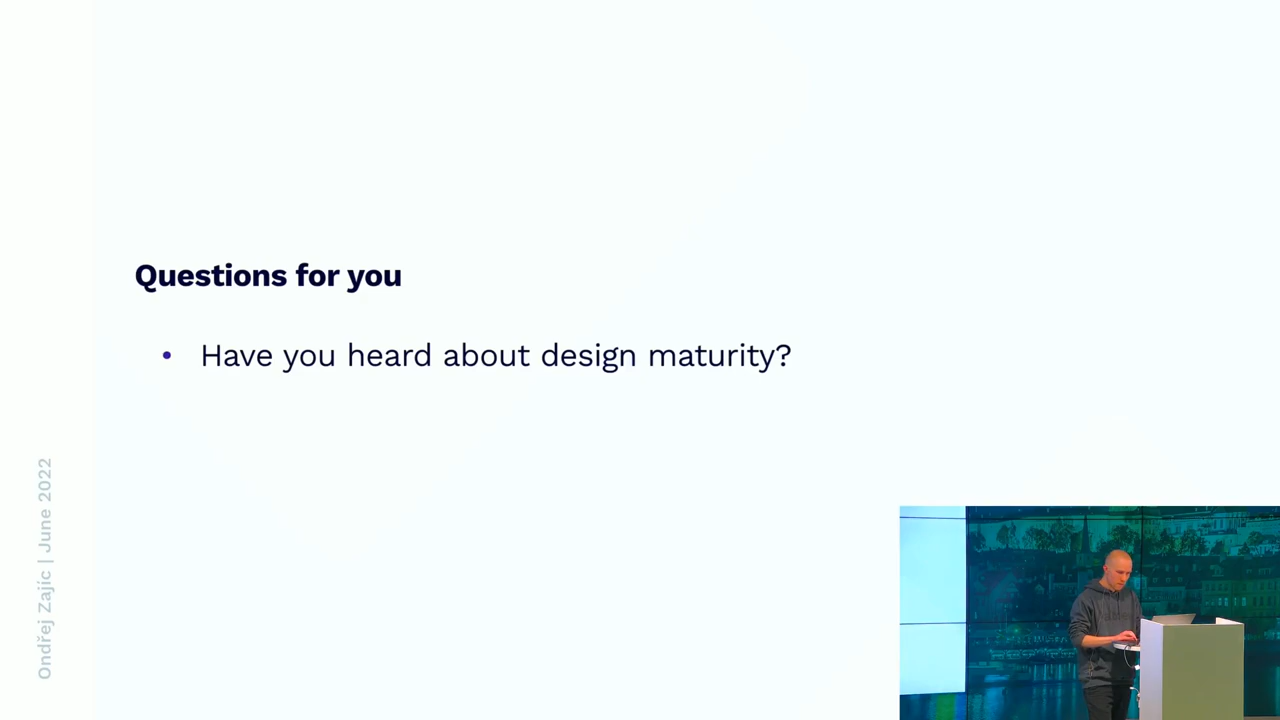 Questions for you
• Have you heard about design maturity?
Ondřej Zajíc | June 2022